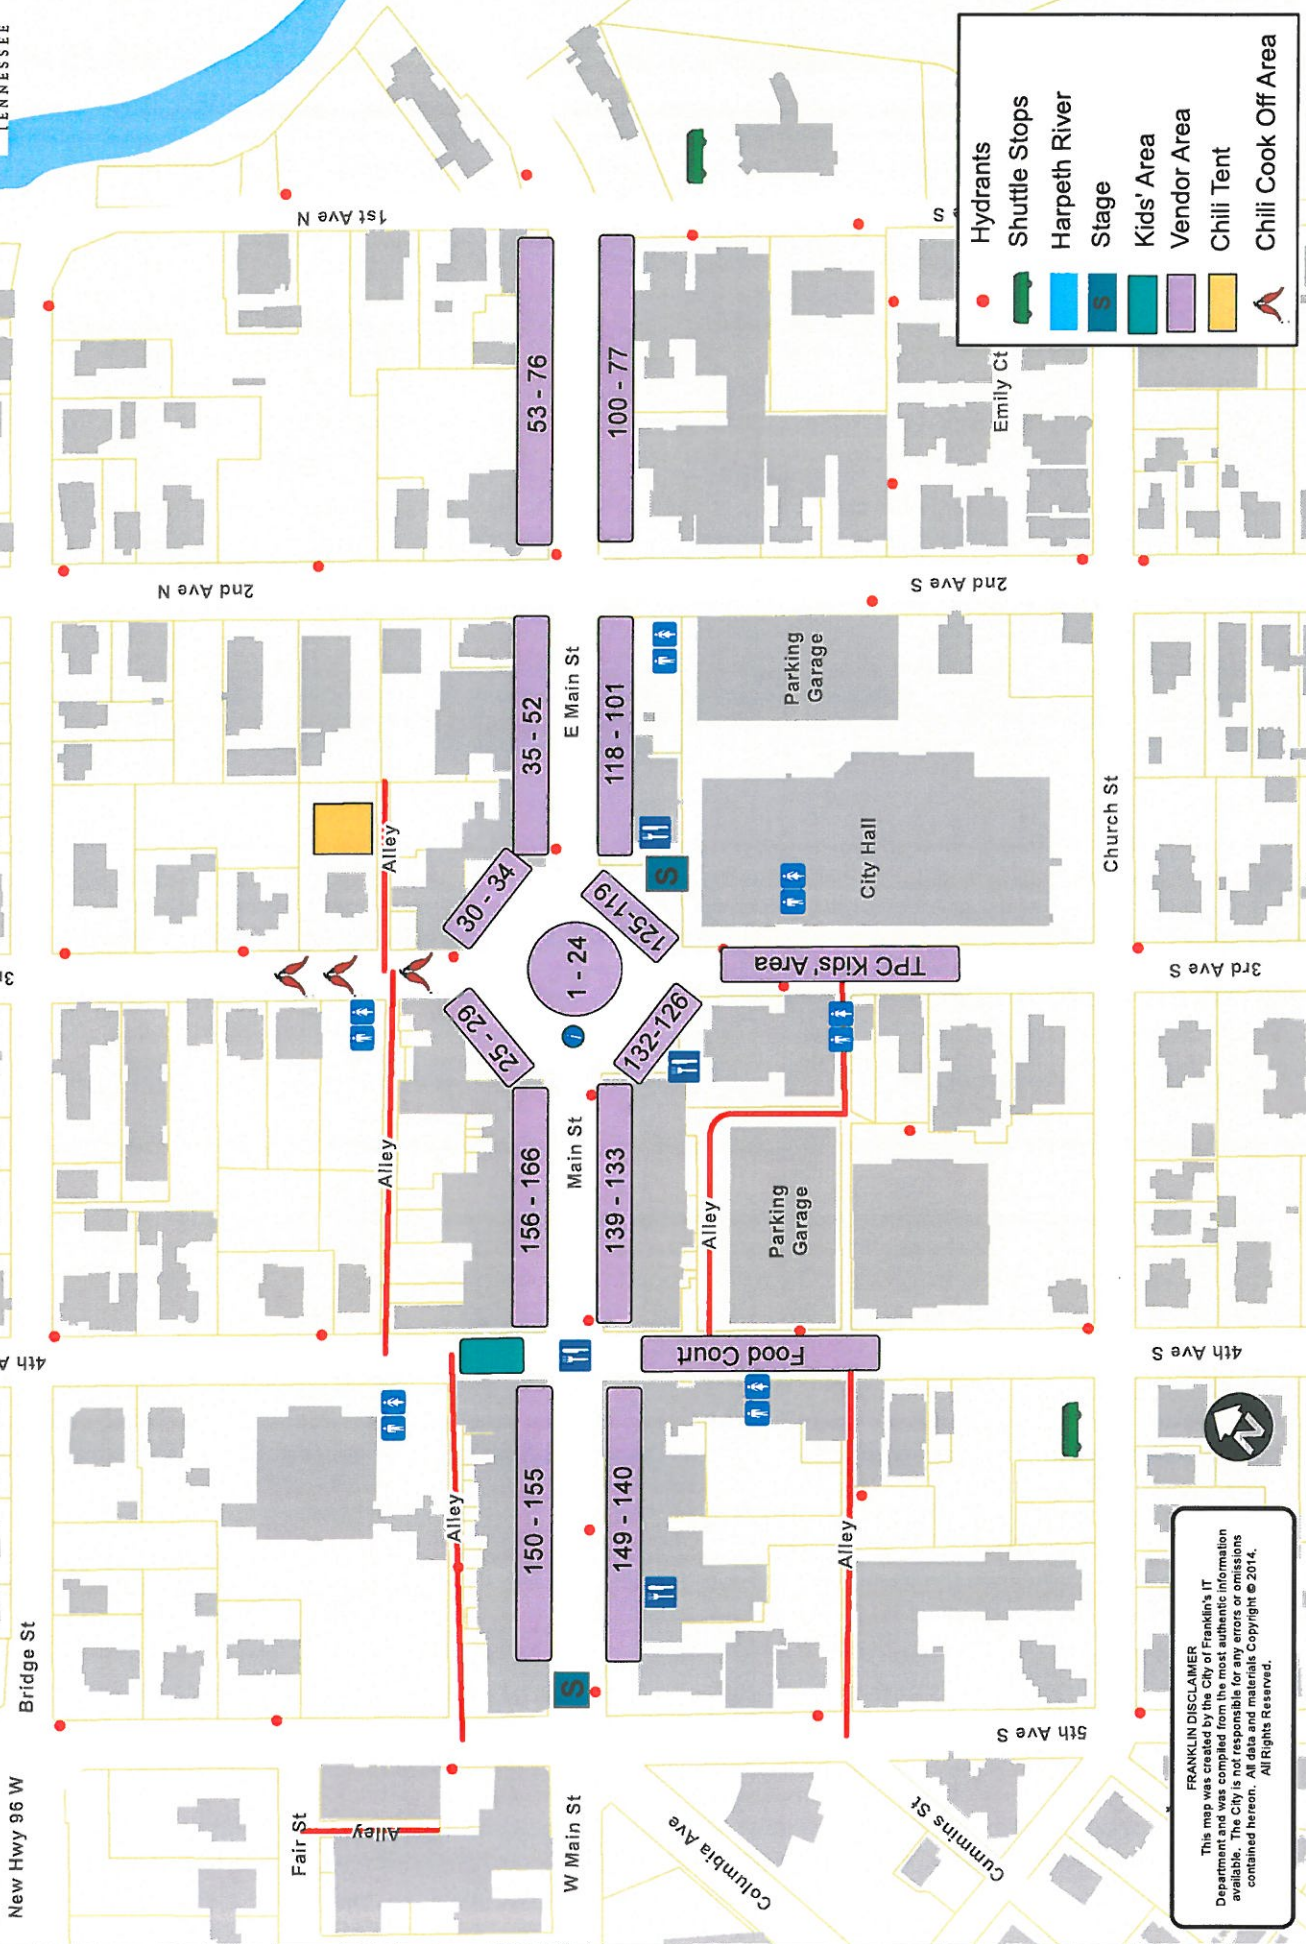 TENNESSEE
Hydrants
Shuttle Stops
Harpeth River
S Stage
Kids' Area
Vendor Area
Chili Tent
Chili Cook Off Area
1st Ave N
53 - 76
100 - 77
Emily Ct
2nd Ave N
2nd Ave S
35 - 52
E Main St
118 - 101
Parking
Garage
Alley
30 - 34
125-119
S
City Hall
Church St
1 - 24
TPC Kids' Area
3rd Ave S
25 - 29
132-126
Alley
156 - 166
Main St
139 - 133
Alley
Parking
Garage
4th A
Food Court
4th Ave S
N
Alley
150 - 155
149 - 140
Alley
Bridge St
S
5th Ave S
New Hwy 96 W
Fair St
Alley
W Main St
Columbia Ave
Cummins St
FRANKLIN DISCLAIMER
This map was created by the City of Franklin's IT
Department and was compiled from the most authentic information
available. The City is not responsible for any errors or omissions
contained hereon. All data and materials Copyright © 2014.
All Rights Reserved.